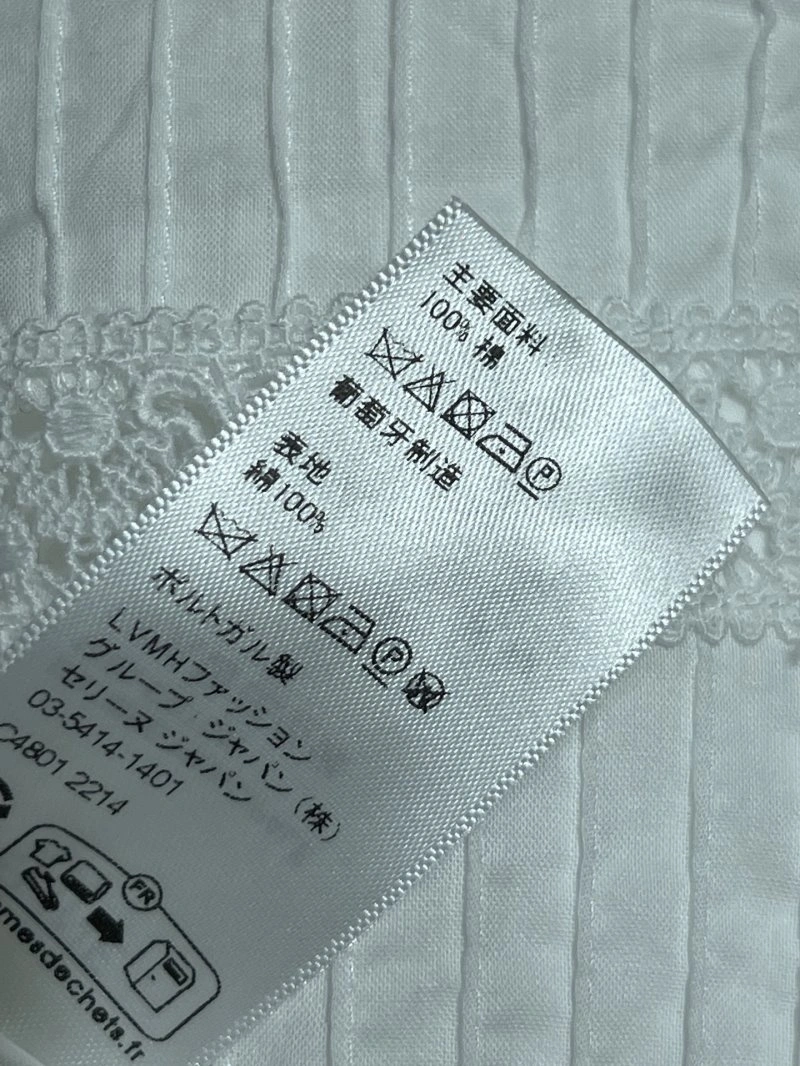 主要面料
100% 棉
P
葡萄牙制造
表地
綿100%
P W
ポルトガル製
LVMHファッション
グループ ジャパン (株)
セリーヌ ジャパン
03-5414-1401
C4801 2214
FR
mesdechets.fr